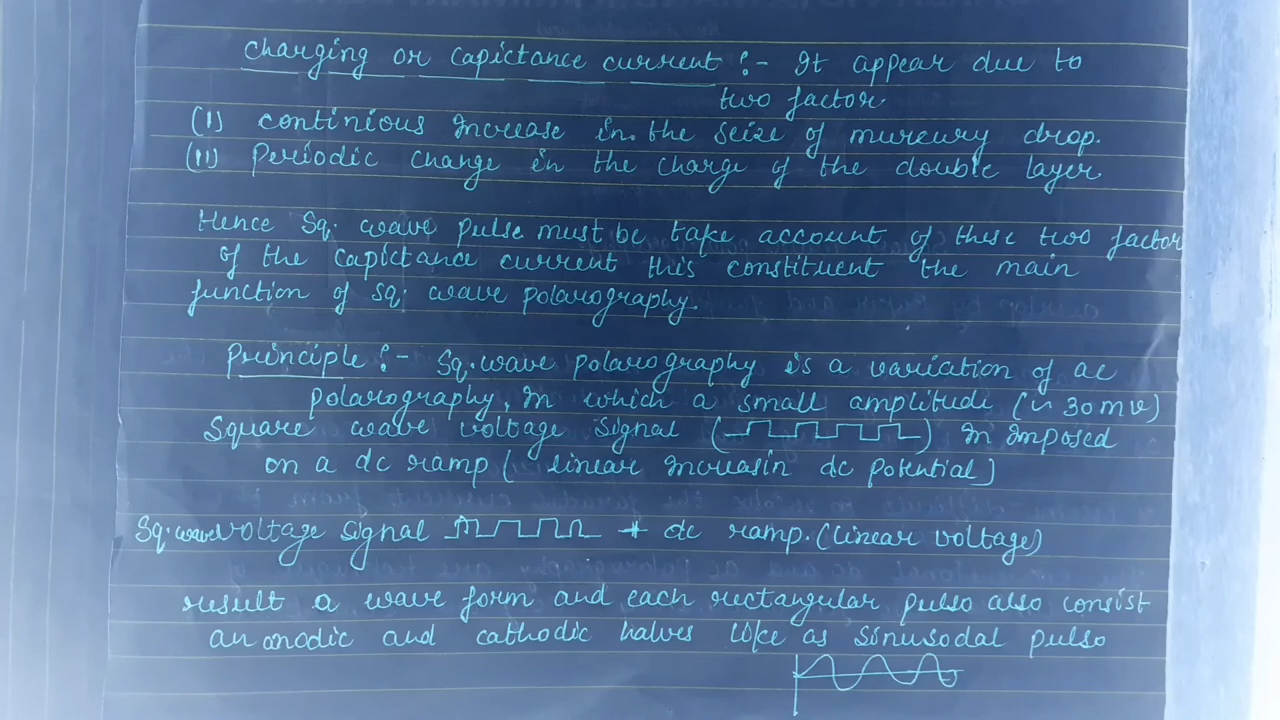 charging or capictance current :- It appear due to
two factor.
(I) continious increase in. the seize of mureury drop.
(II) Periodic change in the charge of the double layer
Hence Sq. wave pulse must be take account of these two factor
of the capictance current this constituent the main
function of sq. wave polarography.
Principle :- Sq. wave polarography is a variation of ac
polarography, In which a small amplitude (~ 30 mv)
Square wave voltage signal ( ) In Imposed
on a dc ramp ( linear increasin dc potential)
Sq. wave voltage signal + dc ramp. (linear voltage)
result a wave form and each rectangular pulso also consist
an anodic and cathodic halves like as sinusodal pulso